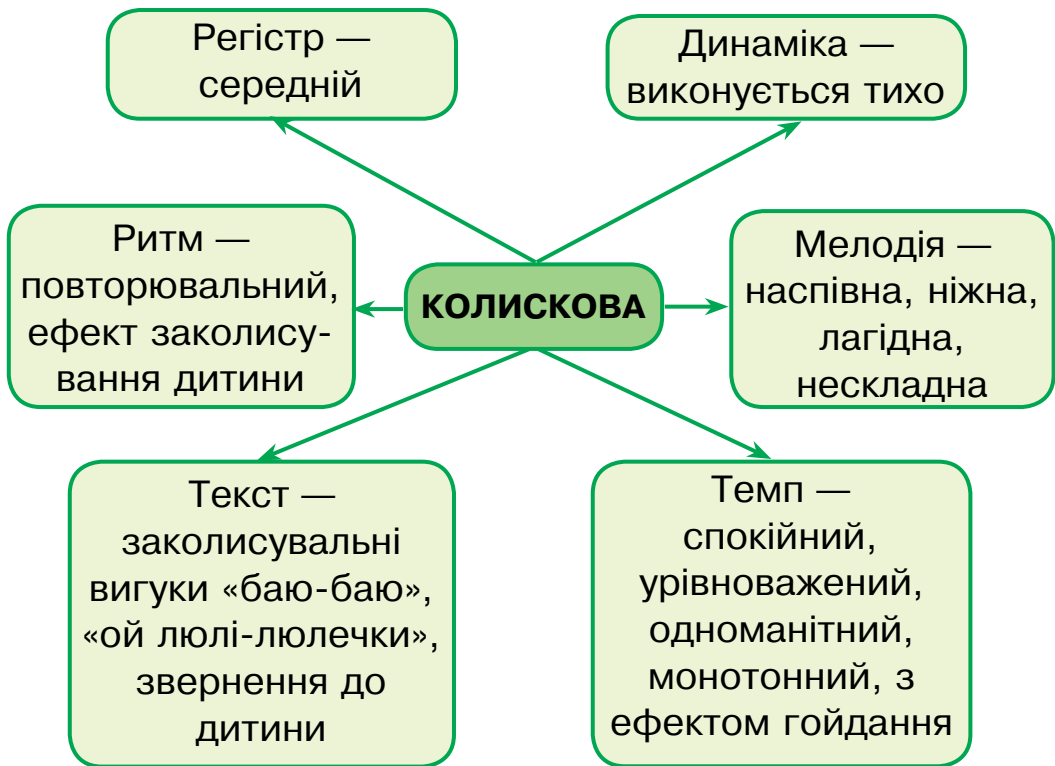 Регістр —
середній
Динаміка —
виконується тихо
Ритм —
повторювальний,
ефект заколису-
вання дитини
КОЛИСКОВА
Мелодія —
наспівна, ніжна,
лагідна,
нескладна
Текст —
заколисувальні
вигуки «баю-баю»,
«ой люлі-люлечки»,
звернення до
дитини
Темп —
спокійний,
урівноважений,
одноманітний,
монотонний, з
ефектом гойдання